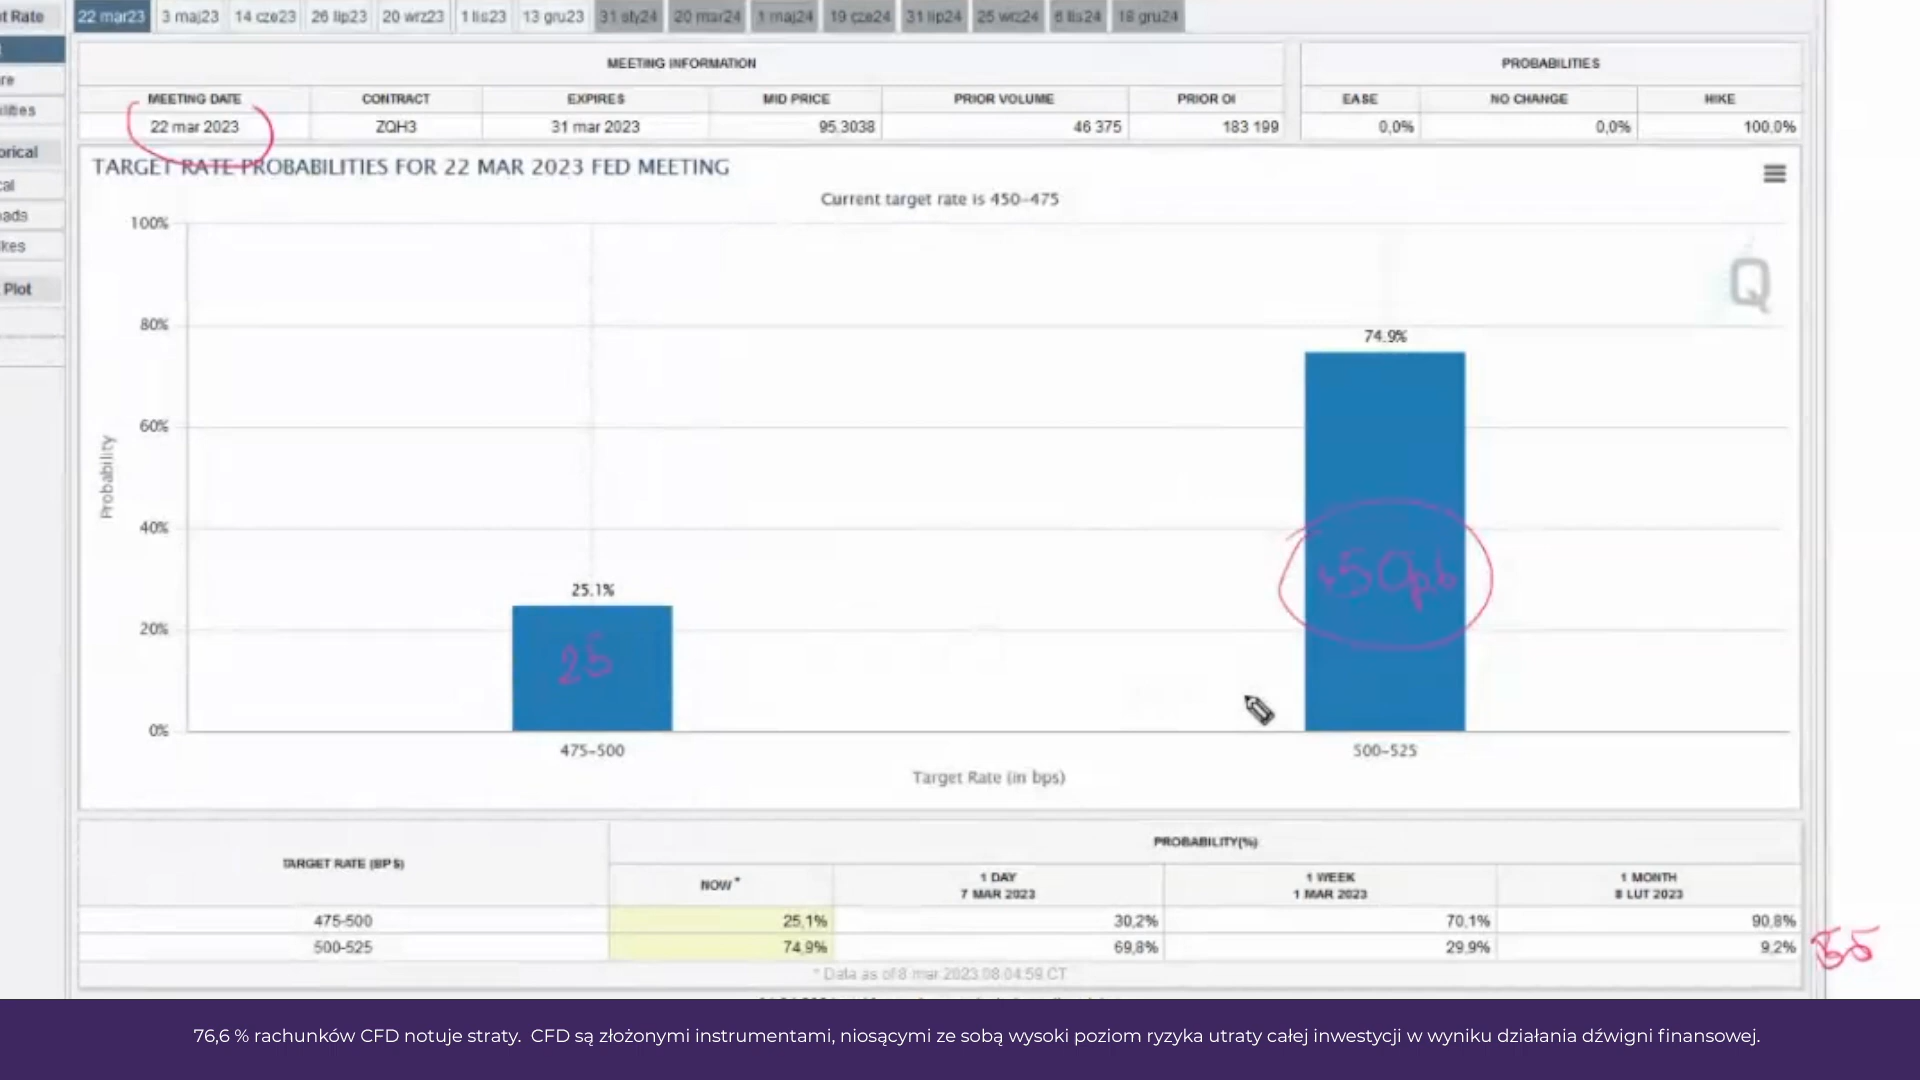 t Rate
22 mar23 3 maj23 14 cze23 26 lip23 20 wrz23 1 lis23 13 gru23 31 sty24 20 mar24 1 maj24 19 cze24 31 lip24 25 wrz24 6 lis24 18 gru24
t
re
ilities
orical
cal
oads
ikes
Plot
MEETING INFORMATION
MEETING DATE CONTRACT EXPIRES MID PRICE PRIOR VOLUME PRIOR OI
22 mar 2023 ZQH3 31 mar 2023 95.3038 46 375 183 199
PROBABILITIES
EASE NO CHANGE HIKE
0,0% 0,0% 100.0%
TARGET RATE PROBABILITIES FOR 22 MAR 2023 FED MEETING
Current target rate is 450-475
Q
Probability
100%
80%
60%
40%
20%
0%
25.1%
74.9%
25
+50pb
475-500
500-525
Target Rate (in bps)
TARGET RATE (BPS) PROBABILITY(%)
NOW * 1 DAY 1 WEEK 1 MONTH
7 MAR 2023 1 MAR 2023 8 LUT 2023
475-500 25,1% 30,2% 70,1% 90,8%
500-525 74,9% 69,8% 29,9% 9.2%
* Data as of 8 mar 2023 08:04:59 CT
76,6 % rachunków CFD notuje straty. CFD są złożonymi instrumentami, niosącymi ze sobą wysoki poziom ryzyka utraty całej inwestycji w wyniku działania dźwigni finansowej.